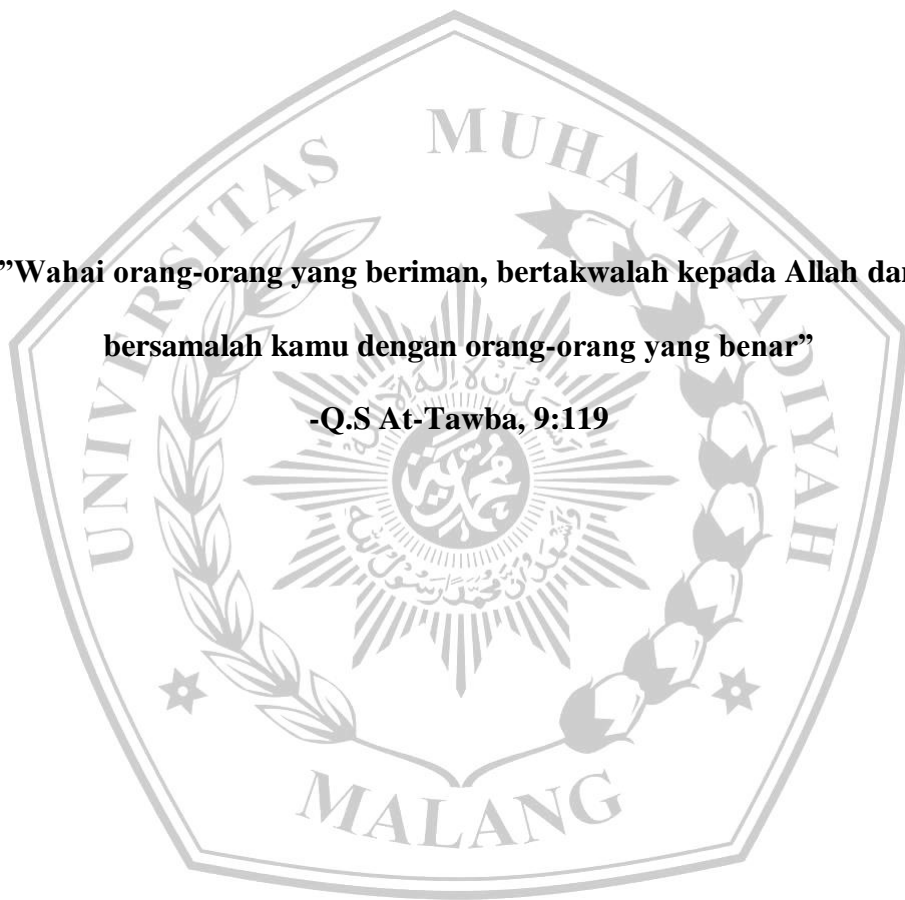 UNIVERSITAS MUHAMMADIYAH
”Wahai orang-orang yang beriman, bertakwalah kepada Allah dan
bersamalah kamu dengan orang-orang yang benar”
-Q.S At-Tawba, 9:119
MALANG